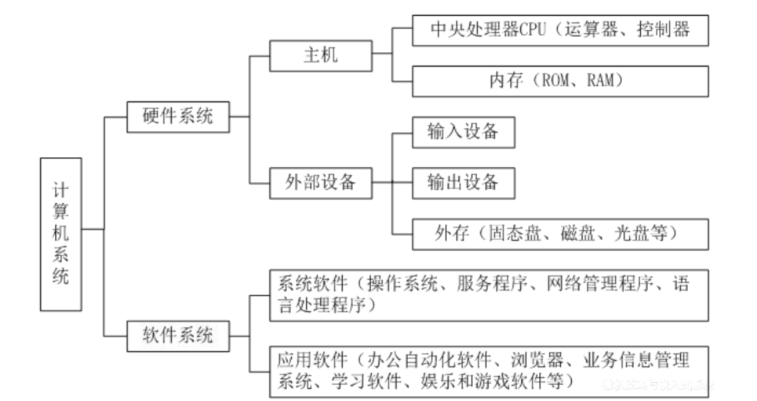 计算机系统
硬件系统
主机
中央处理器CPU（运算器、控制器
内存（ROM、RAM）
外部设备
输入设备
输出设备
外存（固态盘、磁盘、光盘等）
软件系统
系统软件（操作系统、服务程序、网络管理程序、语
言处理程序）
应用软件（办公自动化软件、浏览器、业务信息管理
系统、学习软件、娱乐和游戏软件等）